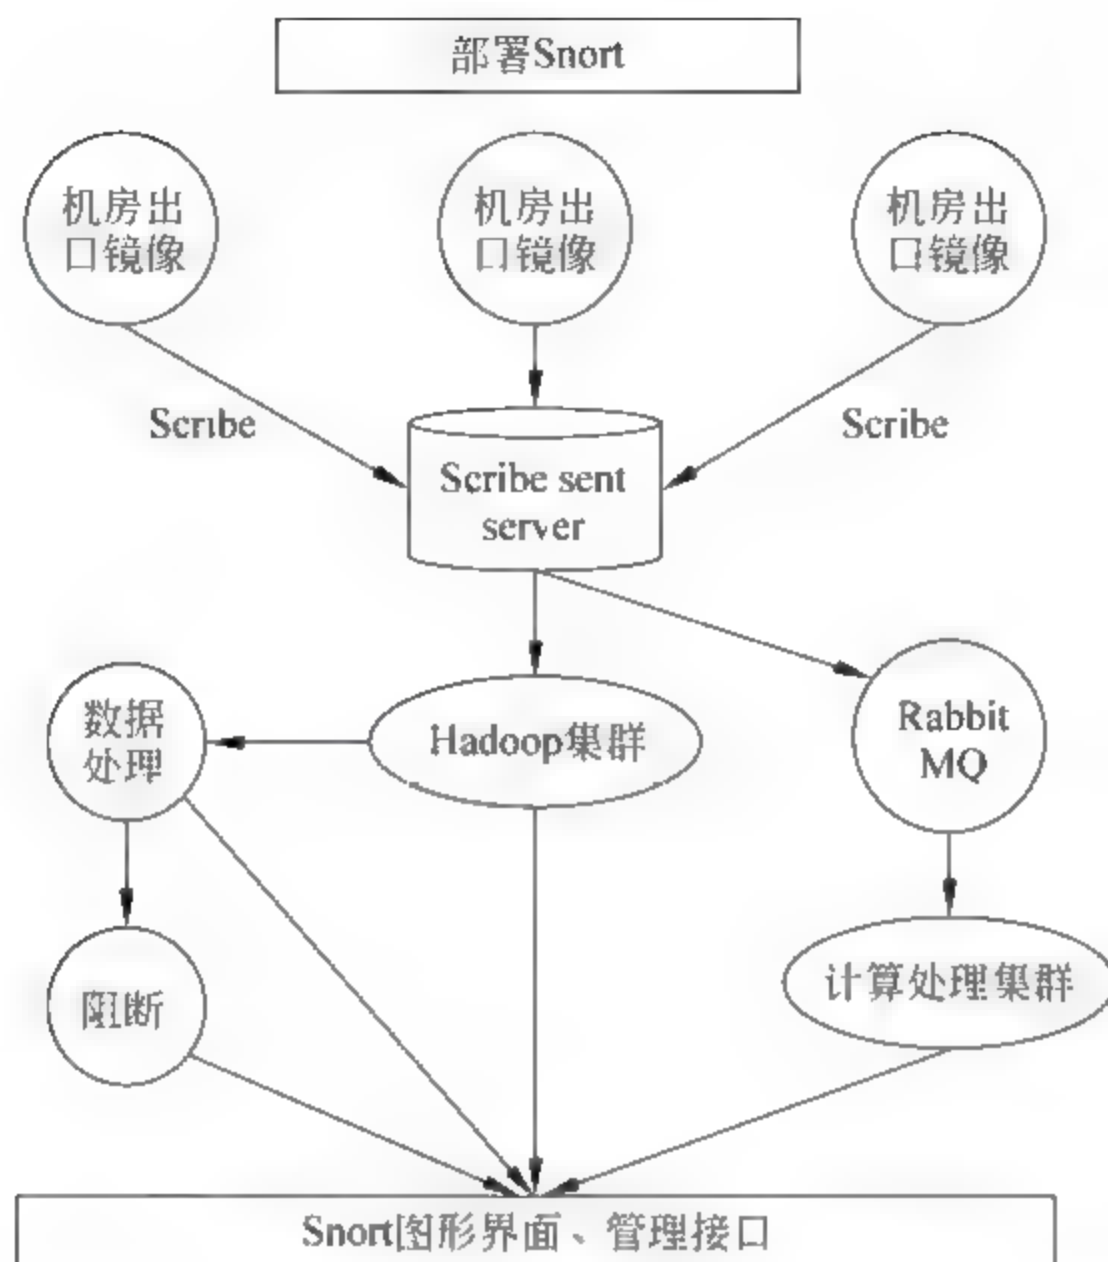 部署Snort
机房出
口镜像
机房出
口镜像
机房出
口镜像
Scribe
Scribe
Scribe sent
server
数据
处理
Hadoop集群
Rabbit
MQ
阻断
计算处理集群
Snort图形界面、管理接口